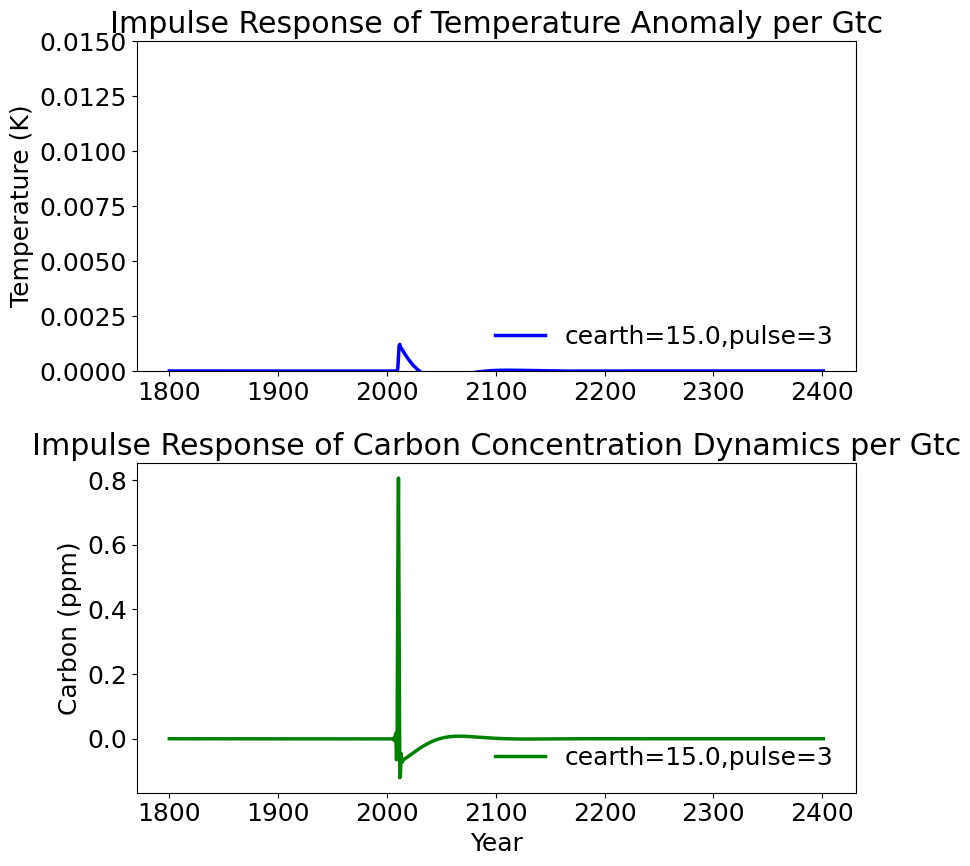 Impulse Response of Temperature Anomaly per Gtc
Temperature (K)
0.0150
0.0125
0.0100
0.0075
0.0050
0.0025
0.0000
cearth=15.0,pulse=3
1800 1900 2000 2100 2200 2300 2400
Impulse Response of Carbon Concentration Dynamics per Gtc
Carbon (ppm)
0.8
0.6
0.4
0.2
0.0
cearth=15.0,pulse=3
1800 1900 2000 2100 2200 2300 2400
Year